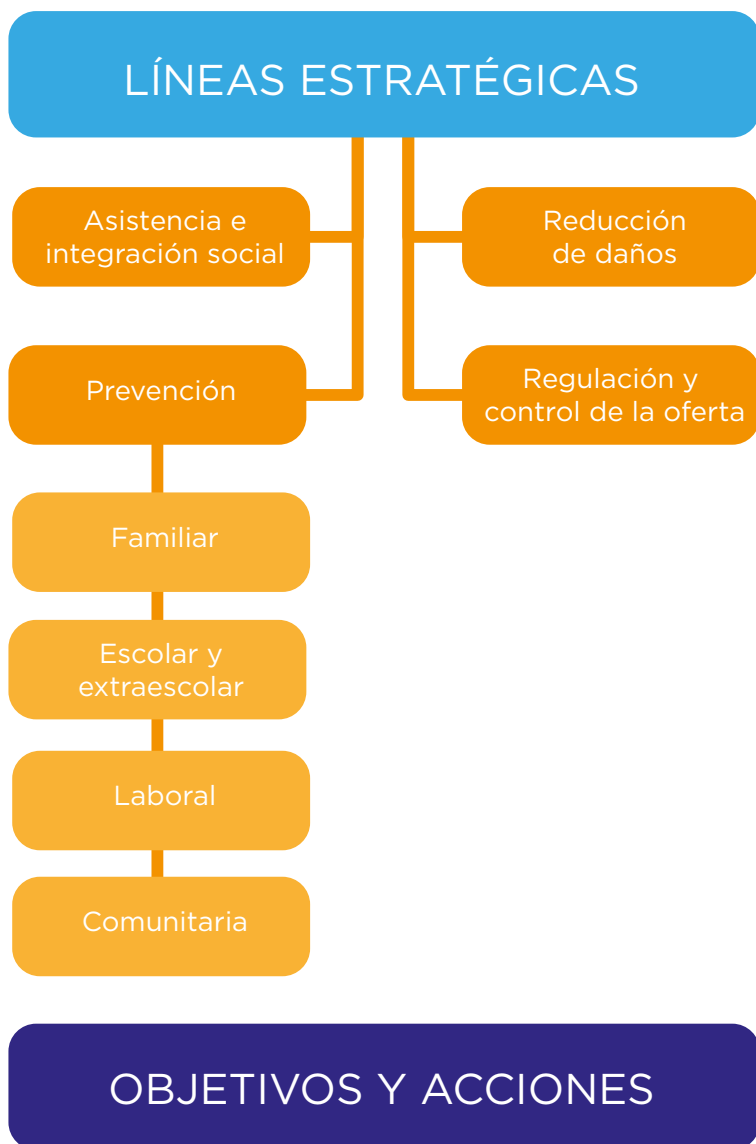 LÍNEAS ESTRATÉGICAS
Asistencia e
integración social
Reducción
de daños
Prevención
Regulación y
control de la oferta
Familiar
Escolar y
extraescolar
Laboral
Comunitaria
OBJETIVOS Y ACCIONES